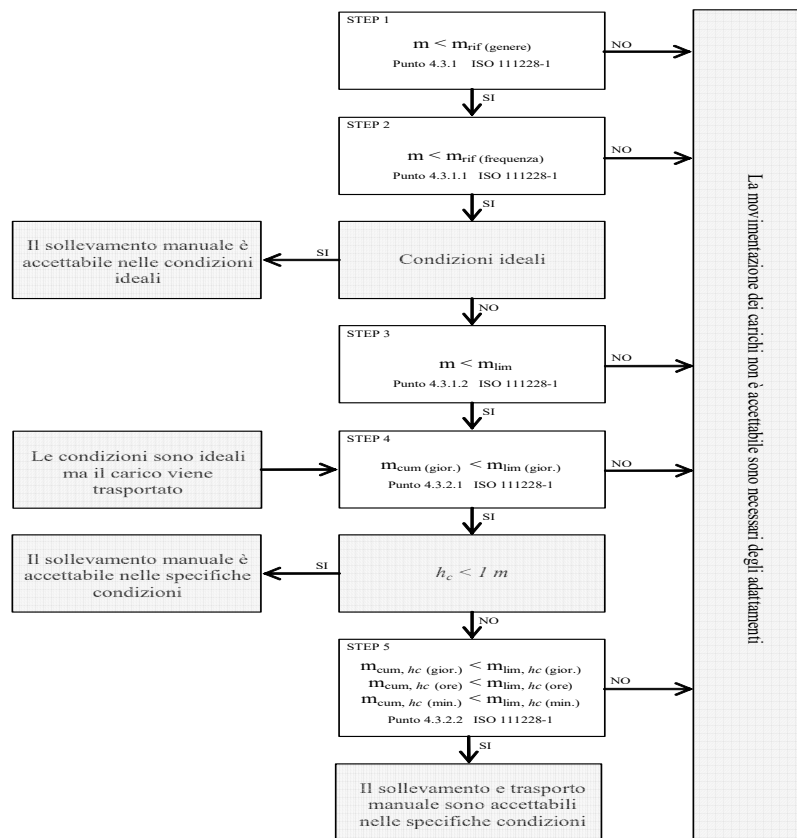 STEP 1
m < mrif (genere)
Punto 4.3.1 ISO 111228-1
NO
SI
STEP 2
m < mrif (frequenza)
Punto 4.3.1.1 ISO 111228-1
NO
SI
Il sollevamento manuale è
accettabile nelle condizioni
ideali
SI
Condizioni ideali
NO
STEP 3
m < mlim
Punto 4.3.1.2 ISO 111228-1
NO
SI
Le condizioni sono ideali
ma il carico viene
trasportato
STEP 4
mcum (gior.) < mlim (gior.)
Punto 4.3.2.1 ISO 111228-1
NO
SI
Il sollevamento manuale è
accettabile nelle specifiche
condizioni
SI
hc < 1 m
NO
STEP 5
mcum, hc (gior.) < mlim, hc (gior.)
mcum, hc (ore) < mlim, hc (ore)
mcum, hc (min.) < mlim, hc (min.)
Punto 4.3.2.2 ISO 111228-1
NO
SI
Il sollevamento e trasporto
manuale sono accettabili
nelle specifiche condizioni
La movimentazione dei carichi non è accettabile sono necessari degli adattamenti